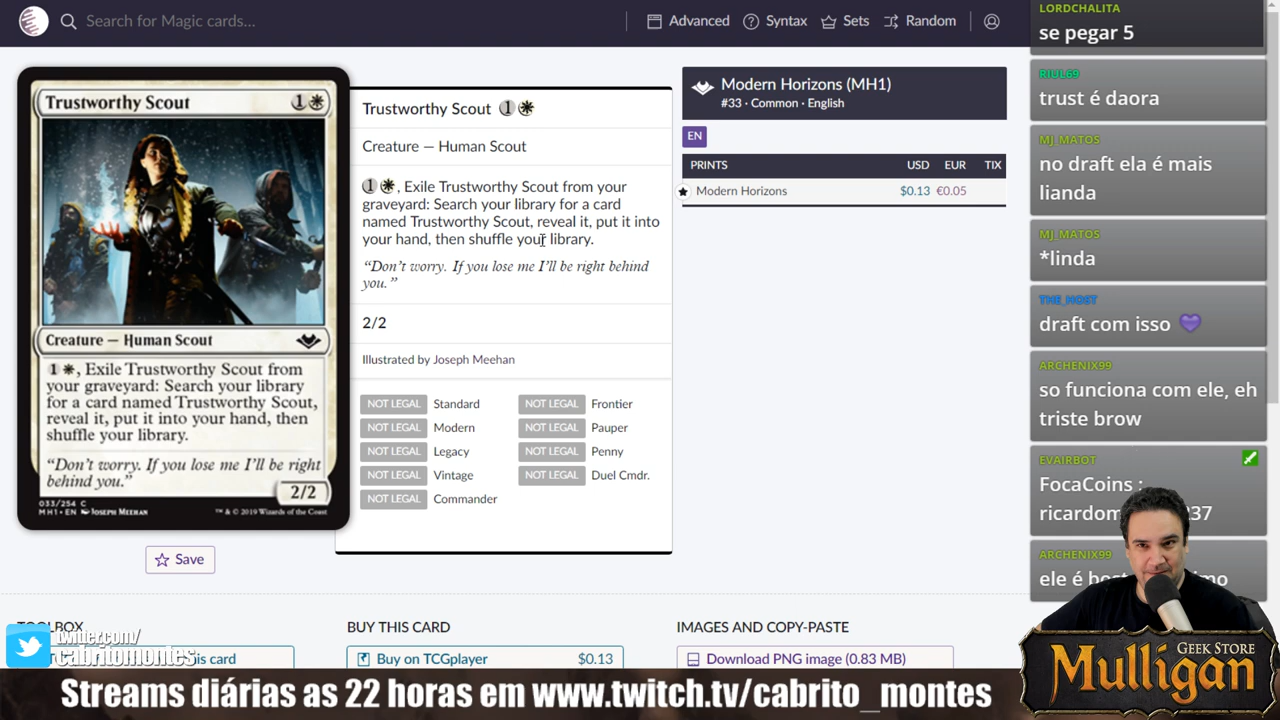 Search for Magic cards...
Advanced
Syntax
Sets
Random
Trustworthy Scout 1
Creature — Human Scout
1, Exile Trustworthy Scout from
your graveyard: Search your library
for a card named Trustworthy Scout,
reveal it, put it into your hand, then
shuffle your library.
“Don’t worry. If you lose me I’ll be right
behind you.”
2/2
033/254 C
MH1 • EN Joseph Meehan
™ & © 2019 Wizards of the Coast
Save
Trustworthy Scout 1
Creature — Human Scout
1, Exile Trustworthy Scout from your
graveyard: Search your library for a card
named Trustworthy Scout, reveal it, put it into
your hand, then shuffle your library.
“Don’t worry. If you lose me I’ll be right behind
you.”
2/2
Illustrated by Joseph Meehan
NOT LEGAL Standard NOT LEGAL Frontier
NOT LEGAL Modern NOT LEGAL Pauper
NOT LEGAL Legacy NOT LEGAL Penny
NOT LEGAL Vintage NOT LEGAL Duel Cmdr.
NOT LEGAL Commander
Modern Horizons (MH1)
#33 · Common · English
EN
PRINTS USD EUR TIX
Modern Horizons $0.13 €0.05
LORDCHALITA
se pegar 5
RIUL69
trust é daora
MJ_MATOS
no draft ela é mais
lianda
MJ_MATOS
*linda
THE_HOST
draft com isso 💜
ARCHENIX99
so funciona com ele, eh
triste brow
EVAIRBOT
FocaCoins :
ARCHENIX99
ele é
BUY THIS CARD
Buy on TCGplayer $0.13
IMAGES AND COPY-PASTE
Download PNG image (0.83 MB)
twitter.com/
cabritomontes
card
GEEK STORE
Mulligan
Streams diárias as 22 horas em www.twitch.tv/cabrito_montes